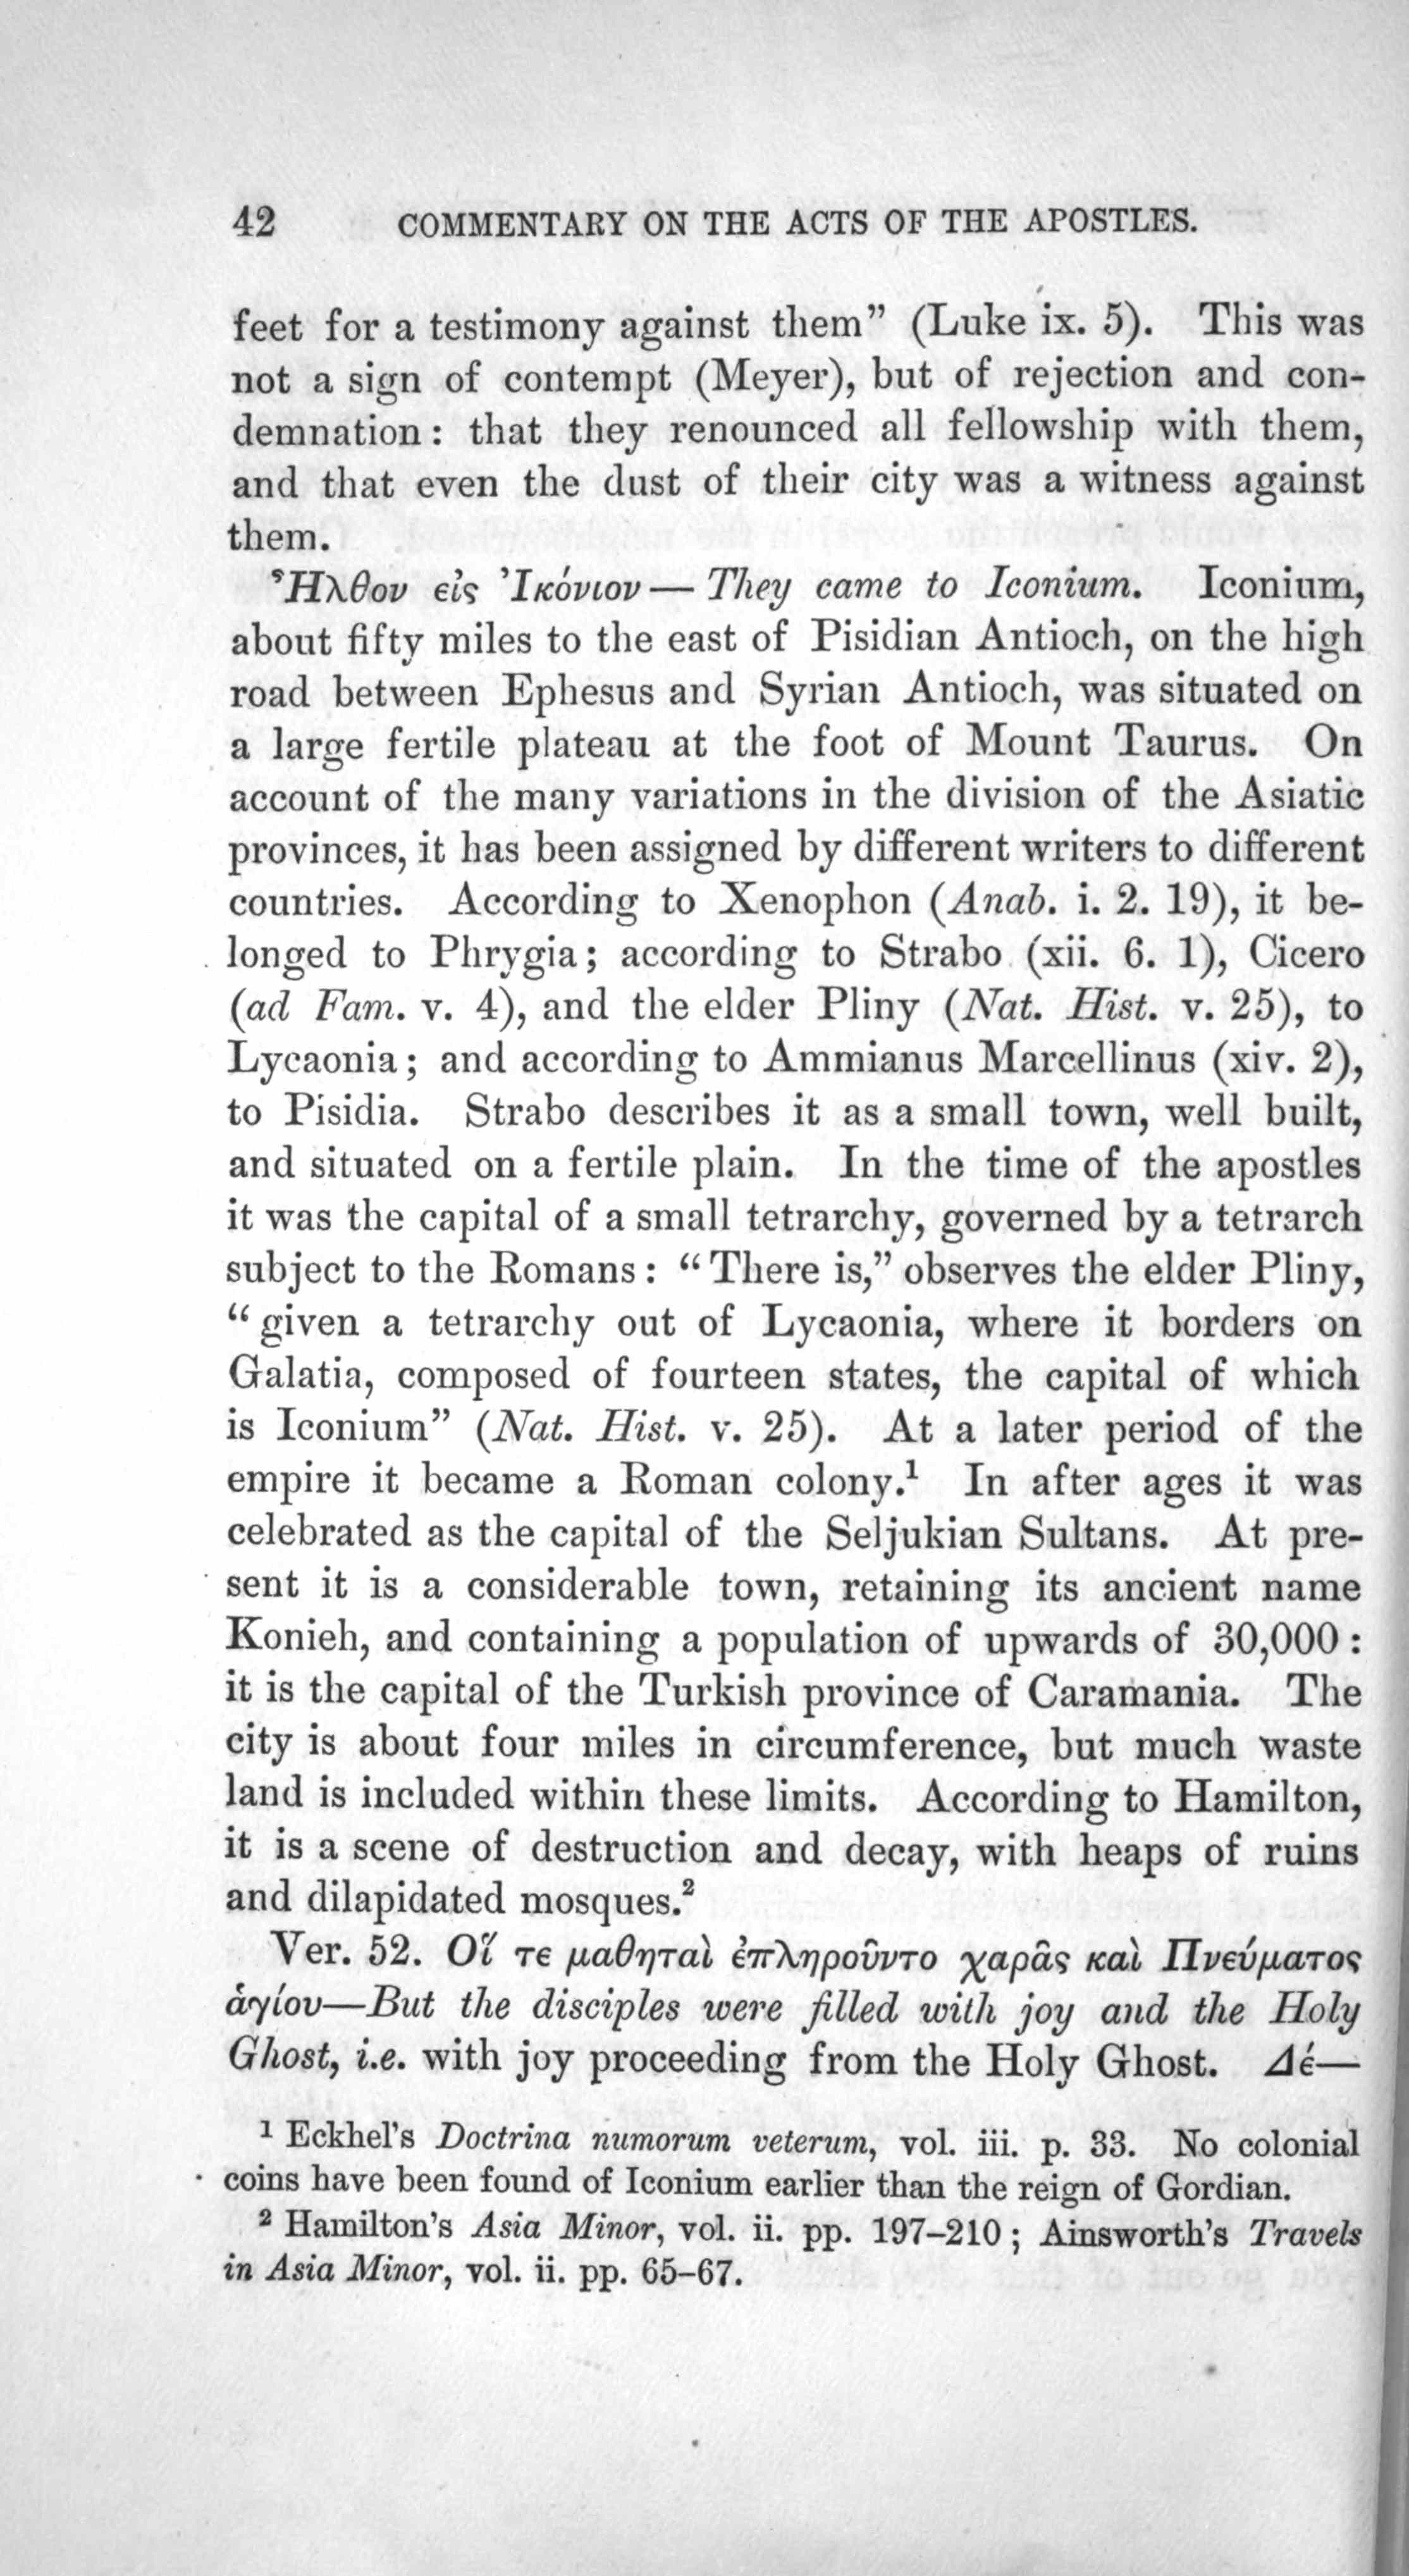 42 COMMENTARY ON THE ACTS OF THE APOSTLES.
feet for a testimony against them” (Luke ix. 5). This was
not a sign of contempt (Meyer), but of rejection and con-
demnation: that they renounced all fellowship with them,
and that even the dust of their city was a witness against
them.
Ἦλθον εἰς Ἰκόνιον — They came to Iconium. Iconium,
about fifty miles to the east of Pisidian Antioch, on the high
road between Ephesus and Syrian Antioch, was situated on
a large fertile plateau at the foot of Mount Taurus. On
account of the many variations in the division of the Asiatic
provinces, it has been assigned by different writers to different
countries. According to Xenophon (Anab. i. 2. 19), it be-
longed to Phrygia; according to Strabo (xii. 6. 1), Cicero
(ad Fam. v. 4), and the elder Pliny (Nat. Hist. v. 25), to
Lycaonia; and according to Ammianus Marcellinus (xiv. 2),
to Pisidia. Strabo describes it as a small town, well built,
and situated on a fertile plain. In the time of the apostles
it was the capital of a small tetrarchy, governed by a tetrarch
subject to the Romans: “There is,” observes the elder Pliny,
“given a tetrarchy out of Lycaonia, where it borders on
Galatia, composed of fourteen states, the capital of which
is Iconium” (Nat. Hist. v. 25). At a later period of the
empire it became a Roman colony.¹ In after ages it was
celebrated as the capital of the Seljukian Sultans. At pre-
sent it is a considerable town, retaining its ancient name
Konieh, and containing a population of upwards of 30,000:
it is the capital of the Turkish province of Caramania. The
city is about four miles in circumference, but much waste
land is included within these limits. According to Hamilton,
it is a scene of destruction and decay, with heaps of ruins
and dilapidated mosques.²
Ver. 52. Οἵ τε μαθηταὶ ἐπληροῦντο χαρᾶς καὶ Πνεύματος
ἁγίου—But the disciples were filled with joy and the Holy
Ghost, i.e. with joy proceeding from the Holy Ghost. Δέ—
¹ Eckhel's Doctrina numorum veterum, vol. iii. p. 33. No colonial
coins have been found of Iconium earlier than the reign of Gordian.
² Hamilton's Asia Minor, vol. ii. pp. 197–210; Ainsworth's Travels
in Asia Minor, vol. ii. pp. 65–67.